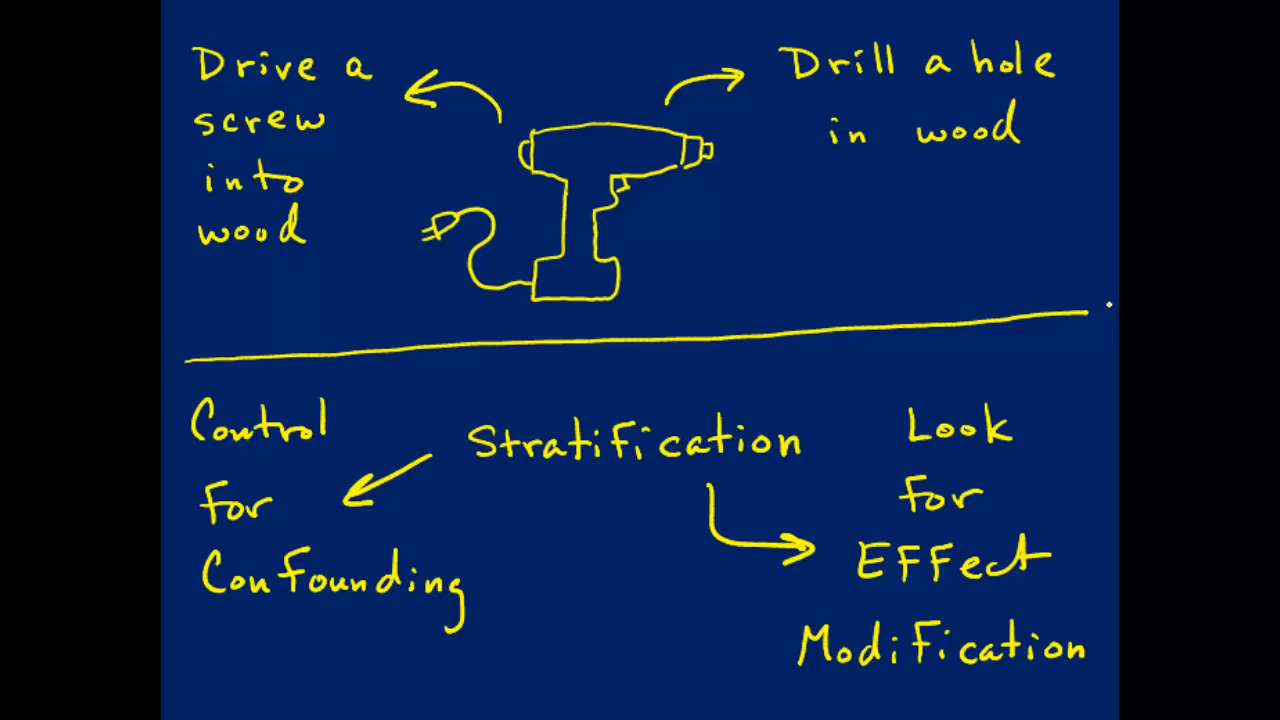 Drive a
screw
into
wood
Drill a hole
in wood
Control
for
Confounding
Stratification
Look
for
Effect
Modification